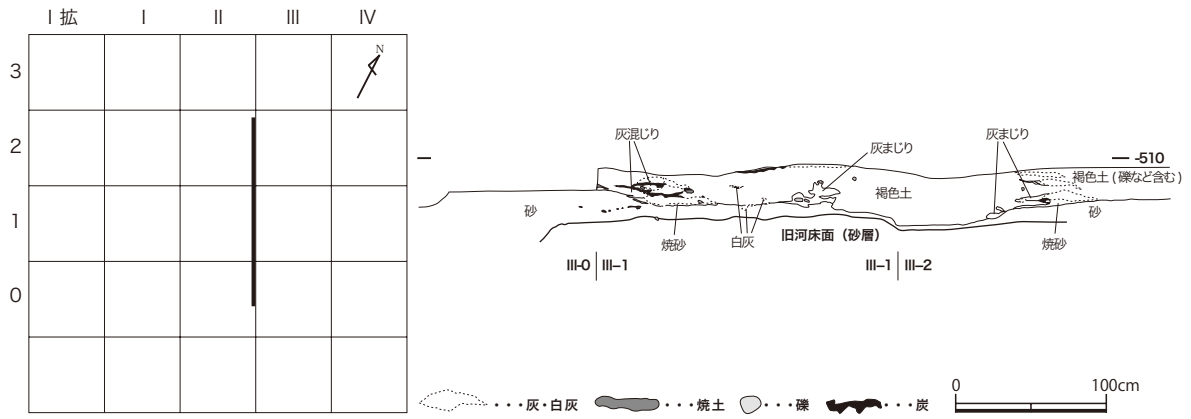 I 拡 I II III IV
3
2
1
0
N
灰混じり
灰まじり
灰まじり
-510
褐色土
褐色土 ( 礫など含む )
砂
砂
焼砂
白灰
旧河床面（砂層）
焼砂
III-0 III–1
III–1 III–2
・・・灰・白灰 ・・・焼土 ・・・礫 ・・・炭
0 100cm